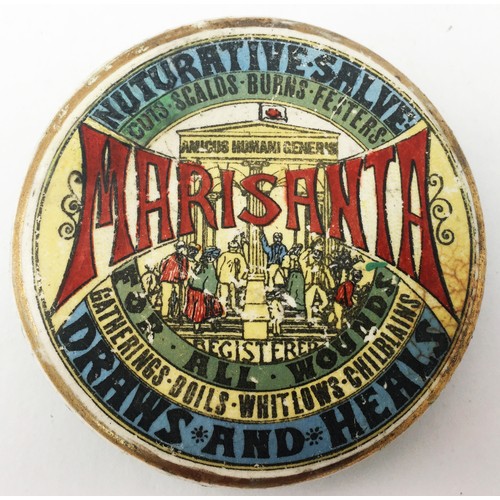 NUTURATIVE·SALVE·
CUTS·SCALDS·BURNS·FETTERS·
AMICUS HUMANI GENERIS
MARISANTA
REGISTERED
FOR·ALL·WOUNDS
GATHERINGS·BOILS·WHITLOWS·CHILBLAINS
DRAWS·AND·HEALS